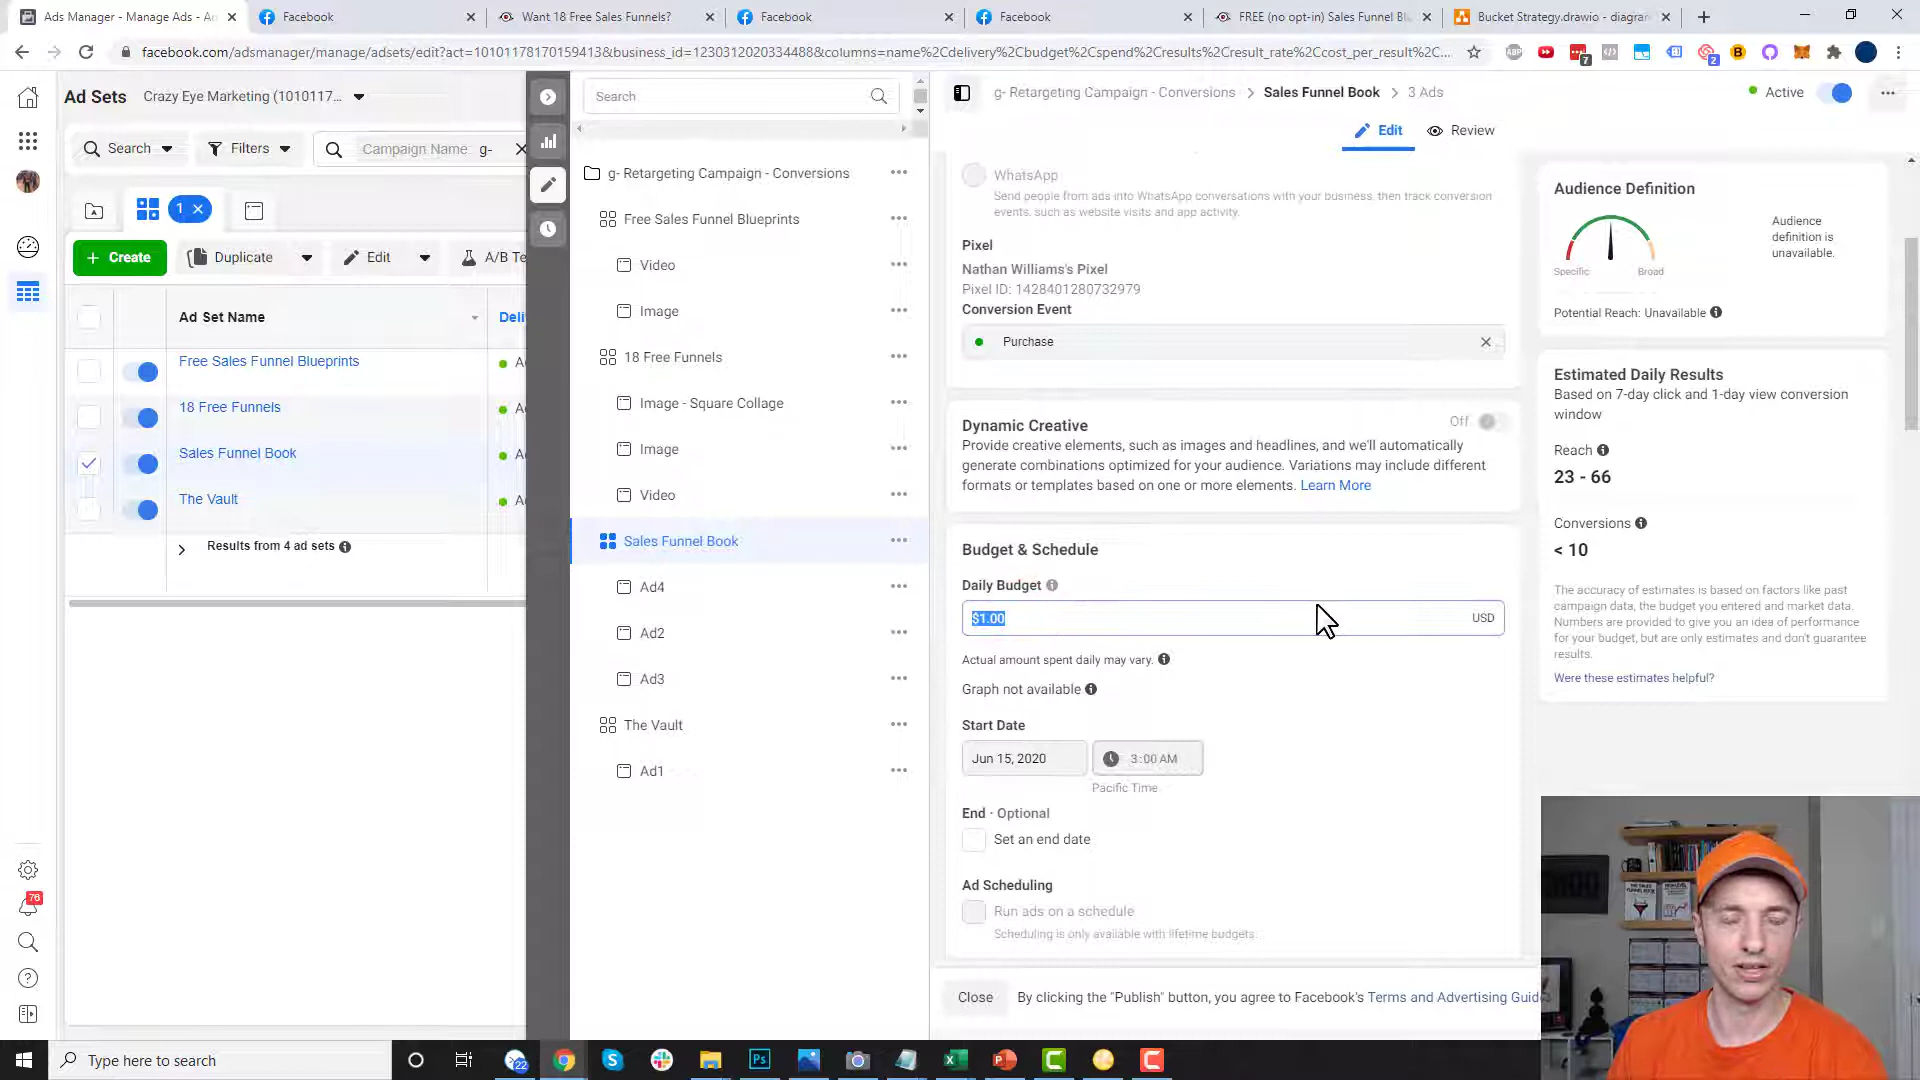 Ads Manager - Manage Ads - Ad
Facebook
Want 18 Free Sales Funnels?
Facebook
Facebook
FREE (no opt-in) Sales Funnel Bl
Bucket Strategy.drawio - diagram
facebook.com/adsmanager/manage/adsets/edit?act=10101178170159413&business_id=1230312020334488&columns=name%2Cdelivery%2Cbudget%2Cspend%2Cresults%2Cresult_rate%2Ccost_per_result%2C...
Ad Sets
Crazy Eye Marketing (1010117...
Search
g- Retargeting Campaign - Conversions
Sales Funnel Book
3 Ads
Active
Edit
Review
Search
Filters
Campaign Name g-
1
Create
Duplicate
Edit
A/B Te
Ad Set Name
Deli
Free Sales Funnel Blueprints
18 Free Funnels
Sales Funnel Book
The Vault
Results from 4 ad sets
g- Retargeting Campaign - Conversions
Free Sales Funnel Blueprints
Video
Image
18 Free Funnels
Image - Square Collage
Image
Video
Sales Funnel Book
Ad4
Ad2
Ad3
The Vault
Ad1
WhatsApp
Send people from ads into WhatsApp conversations with your business, then track conversion
events, such as website visits and app activity.
Pixel
Nathan Williams's Pixel
Pixel ID: 1428401280732979
Conversion Event
Purchase
Dynamic Creative
Off
Provide creative elements, such as images and headlines, and we'll automatically
generate combinations optimized for your audience. Variations may include different
formats or templates based on one or more elements. Learn More
Budget & Schedule
Daily Budget
$1.00
USD
Actual amount spent daily may vary.
Graph not available
Start Date
Jun 15, 2020
3:00 AM
Pacific Time
End · Optional
Set an end date
Ad Scheduling
Run ads on a schedule
Scheduling is only available with lifetime budgets.
Close
By clicking the "Publish" button, you agree to Facebook's Terms and Advertising Guide
Audience Definition
Specific
Broad
Audience
definition is
unavailable.
Potential Reach: Unavailable
Estimated Daily Results
Based on 7-day click and 1-day view conversion
window
Reach
23 - 66
Conversions
< 10
The accuracy of estimates is based on factors like past
campaign data, the budget you entered and market data.
Numbers are provided to give you an idea of performance
for your budget, but are only estimates and don't guarantee
results.
Were these estimates helpful?
76
Type here to search
22